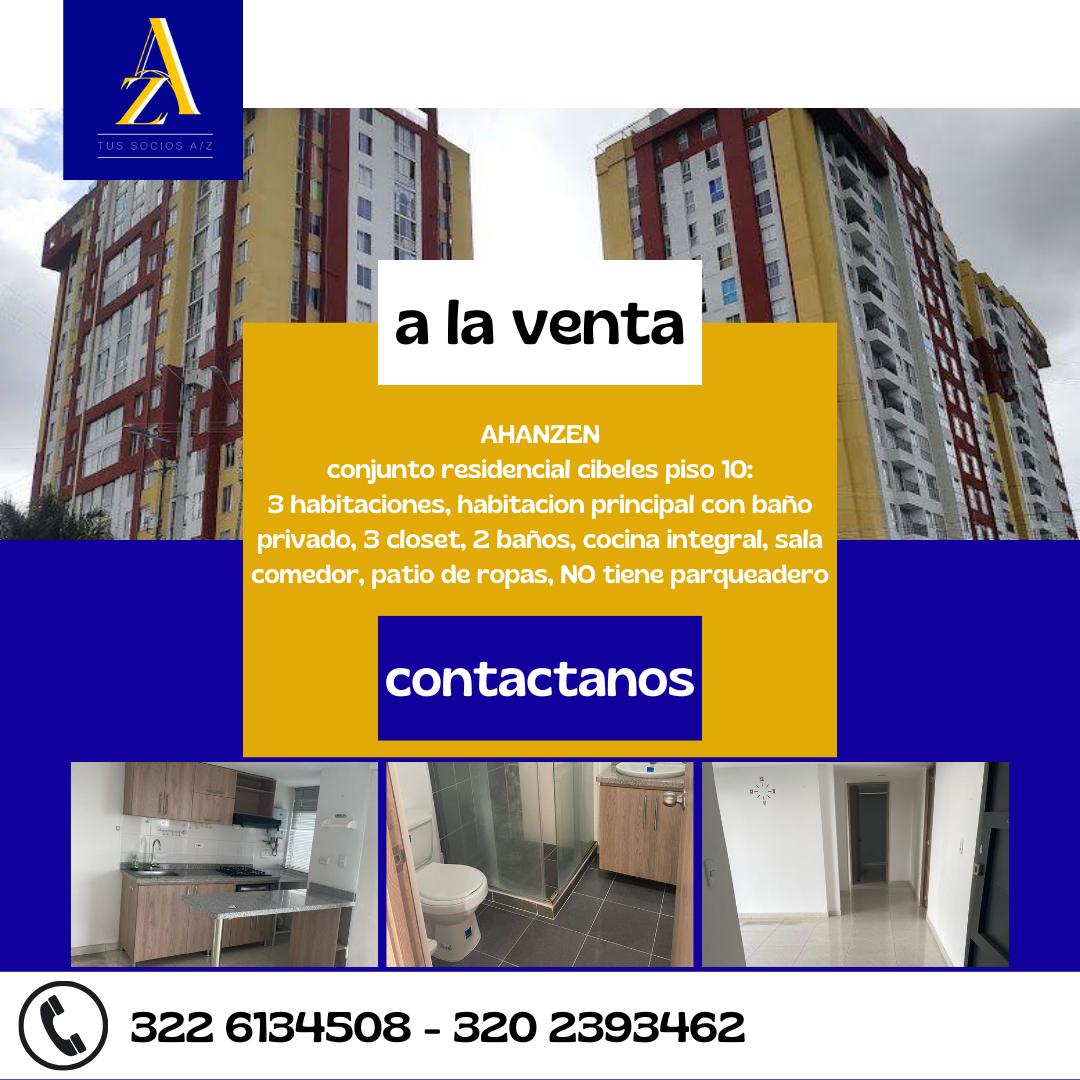 AZ
TUS SOCIOS A/Z
a la venta
AHANZEN
conjunto residencial cibeles piso 10:
3 habitaciones, habitacion principal con baño
privado, 3 closet, 2 baños, cocina integral, sala
comedor, patio de ropas, NO tiene parqueadero
contactanos
322 6134508 - 320 2393462